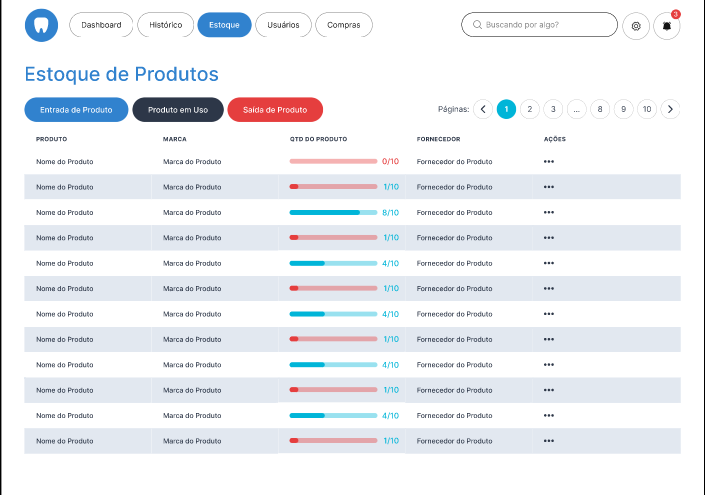 Dashboard Histórico Estoque Usuários Compras Buscando por algo? 3
Estoque de Produtos
Entrada de Produto Produto em Uso Saída de Produto Páginas: 1 2 3 ... 8 9 10
PRODUTO MARCA QTD DO PRODUTO FORNECEDOR AÇÕES
Nome do Produto Marca do Produto 0/10 Fornecedor do Produto
Nome do Produto Marca do Produto 1/10 Fornecedor do Produto
Nome do Produto Marca do Produto 8/10 Fornecedor do Produto
Nome do Produto Marca do Produto 1/10 Fornecedor do Produto
Nome do Produto Marca do Produto 4/10 Fornecedor do Produto
Nome do Produto Marca do Produto 1/10 Fornecedor do Produto
Nome do Produto Marca do Produto 4/10 Fornecedor do Produto
Nome do Produto Marca do Produto 1/10 Fornecedor do Produto
Nome do Produto Marca do Produto 4/10 Fornecedor do Produto
Nome do Produto Marca do Produto 1/10 Fornecedor do Produto
Nome do Produto Marca do Produto 4/10 Fornecedor do Produto
Nome do Produto Marca do Produto 1/10 Fornecedor do Produto